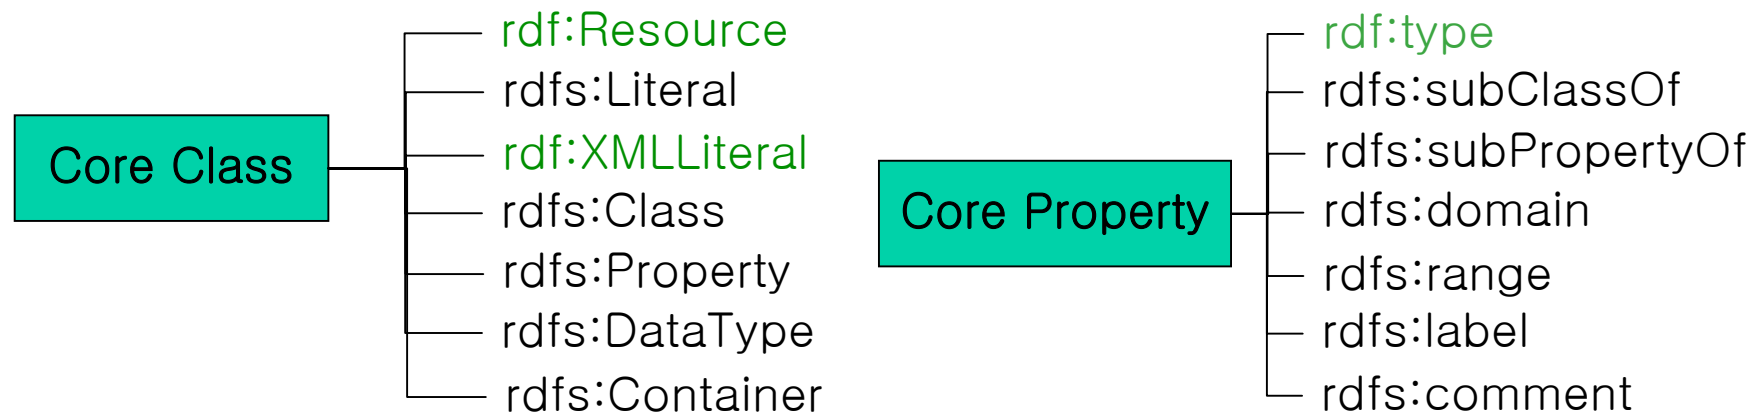 Core Class
rdf:Resource
rdfs:Literal
rdf:XMLLiteral
rdfs:Class
rdfs:Property
rdfs:DataType
rdfs:Container
Core Property
rdf:type
rdfs:subClassOf
rdfs:subPropertyOf
rdfs:domain
rdfs:range
rdfs:label
rdfs:comment